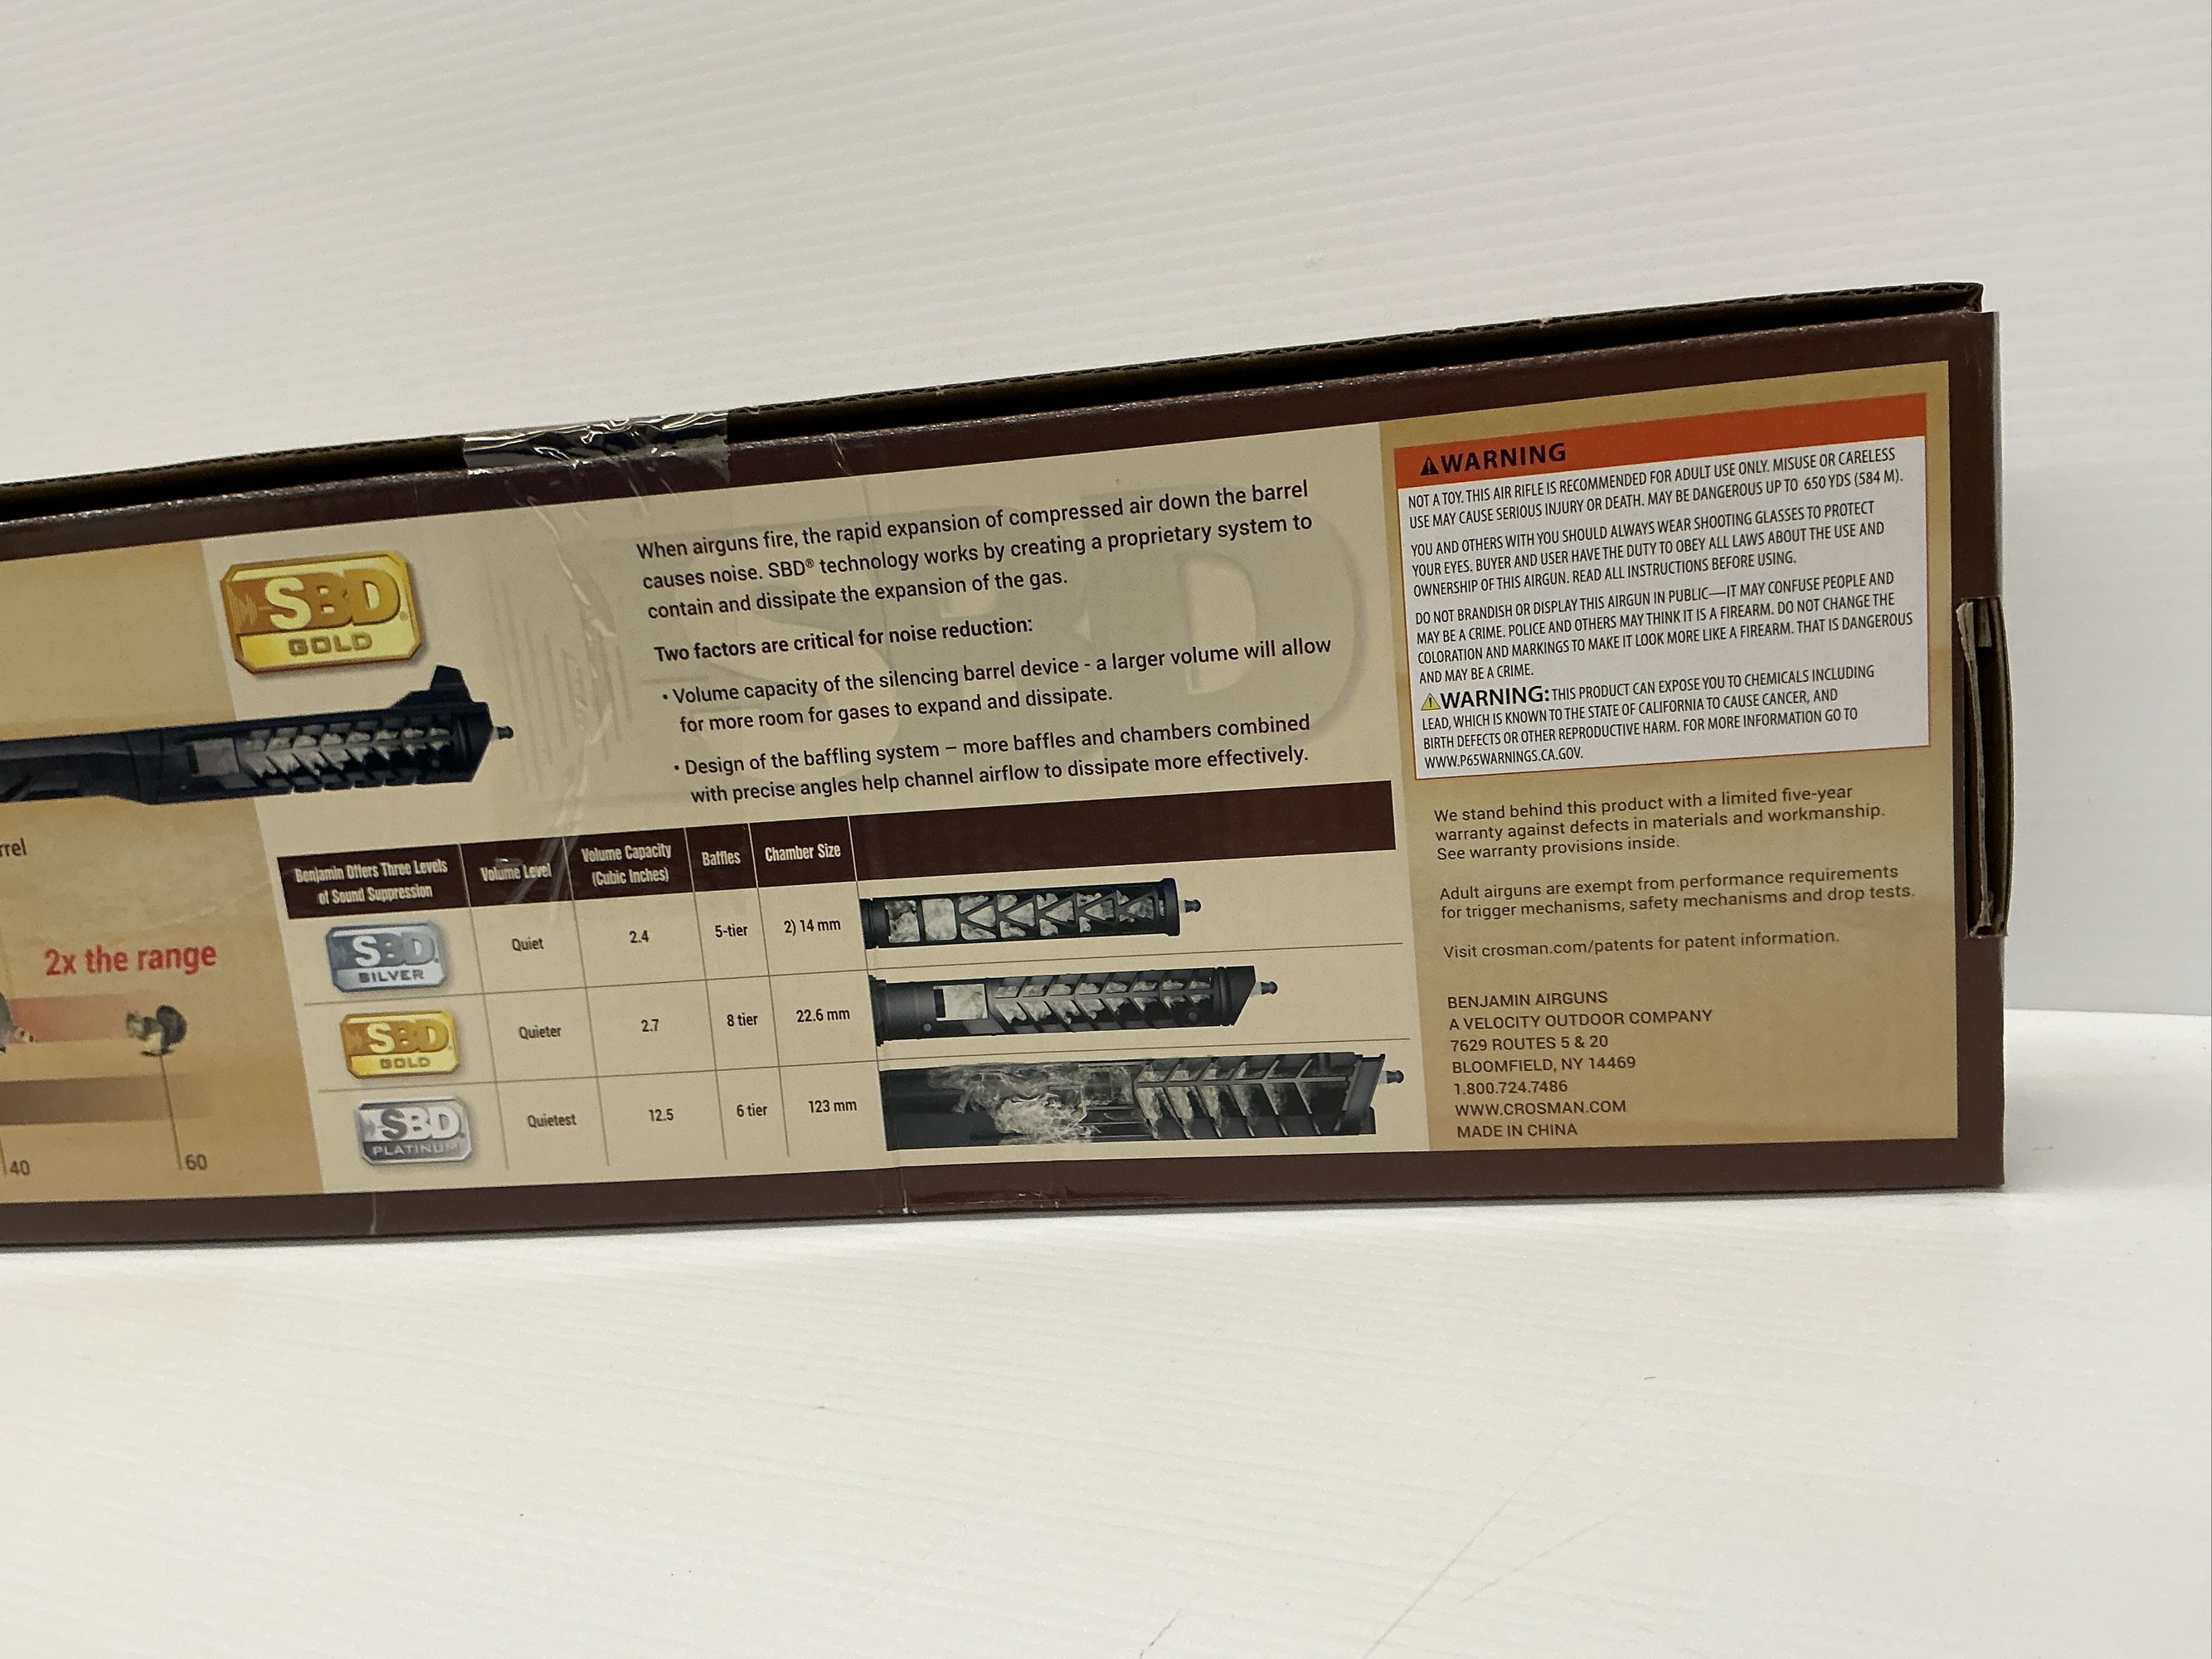 SBD
GOLD
When airguns fire, the rapid expansion of compressed air down the barrel
causes noise. SBD® technology works by creating a proprietary system to
contain and dissipate the expansion of the gas.
Two factors are critical for noise reduction:
• Volume capacity of the silencing barrel device - a larger volume will allow
for more room for gases to expand and dissipate.
• Design of the baffling system – more baffles and chambers combined
with precise angles help channel airflow to dissipate more effectively.
rrel
2x the range
40
60
Benjamin Offers Three Levels
of Sound Suppression
Volume Level
Volume Capacity
(Cubic Inches)
Baffles
Chamber Size
SBD
SILVER
Quiet
2.4
5-tier
2) 14 mm
SBD
GOLD
Quieter
2.7
8 tier
22.6 mm
SBD
PLATINUM
Quietest
12.5
6 tier
123 mm
SBD
⚠WARNING
NOT A TOY. THIS AIR RIFLE IS RECOMMENDED FOR ADULT USE ONLY. MISUSE OR CARELESS
USE MAY CAUSE SERIOUS INJURY OR DEATH. MAY BE DANGEROUS UP TO 650 YDS (584 M).
YOU AND OTHERS WITH YOU SHOULD ALWAYS WEAR SHOOTING GLASSES TO PROTECT
YOUR EYES. BUYER AND USER HAVE THE DUTY TO OBEY ALL LAWS ABOUT THE USE AND
OWNERSHIP OF THIS AIRGUN. READ ALL INSTRUCTIONS BEFORE USING.
DO NOT BRANDISH OR DISPLAY THIS AIRGUN IN PUBLIC—IT MAY CONFUSE PEOPLE AND
MAY BE A CRIME. POLICE AND OTHERS MAY THINK IT IS A FIREARM. DO NOT CHANGE THE
COLORATION AND MARKINGS TO MAKE IT LOOK MORE LIKE A FIREARM. THAT IS DANGEROUS
AND MAY BE A CRIME.
⚠WARNING: THIS PRODUCT CAN EXPOSE YOU TO CHEMICALS INCLUDING
LEAD, WHICH IS KNOWN TO THE STATE OF CALIFORNIA TO CAUSE CANCER, AND
BIRTH DEFECTS OR OTHER REPRODUCTIVE HARM. FOR MORE INFORMATION GO TO
WWW.P65WARNINGS.CA.GOV.
We stand behind this product with a limited five-year
warranty against defects in materials and workmanship.
See warranty provisions inside.
Adult airguns are exempt from performance requirements
for trigger mechanisms, safety mechanisms and drop tests.
Visit crosman.com/patents for patent information.
BENJAMIN AIRGUNS
A VELOCITY OUTDOOR COMPANY
7629 ROUTES 5 & 20
BLOOMFIELD, NY 14469
1.800.724.7486
WWW.CROSMAN.COM
MADE IN CHINA